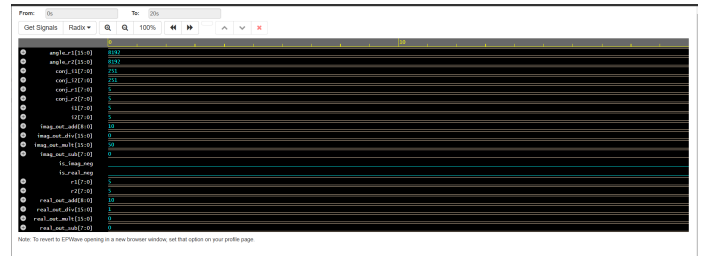 From: 0s To: 20s
Get Signals Radix 100%
0 10
angle_r1[15:0] 8192
angle_r2[15:0] 8192
conj_i1[7:0] 251
conj_i2[7:0] 251
conj_r1[7:0] 5
conj_r2[7:0] 5
i1[7:0] 5
i2[7:0] 5
imag_out_add[8:0] 10
imag_out_div[15:0] 0
imag_out_mult[15:0] 50
imag_out_sub[7:0] 0
is_imag_neg
is_real_neg
r1[7:0] 5
r2[7:0] 5
real_out_add[8:0] 10
real_out_div[15:0] 1
real_out_mult[15:0] 0
real_out_sub[7:0] 0
Note: To revert to EPWave opening in a new browser window, set that option on your profile page